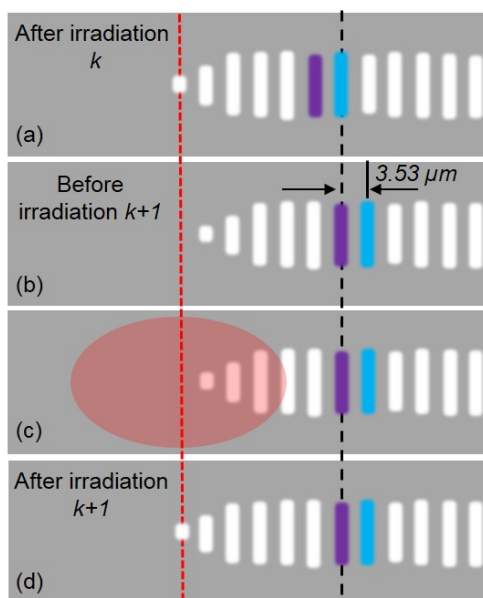 After irradiation
k
(a)
Before
irradiation k+1
3.53 μm
(b)
(c)
After irradiation
k+1
(d)